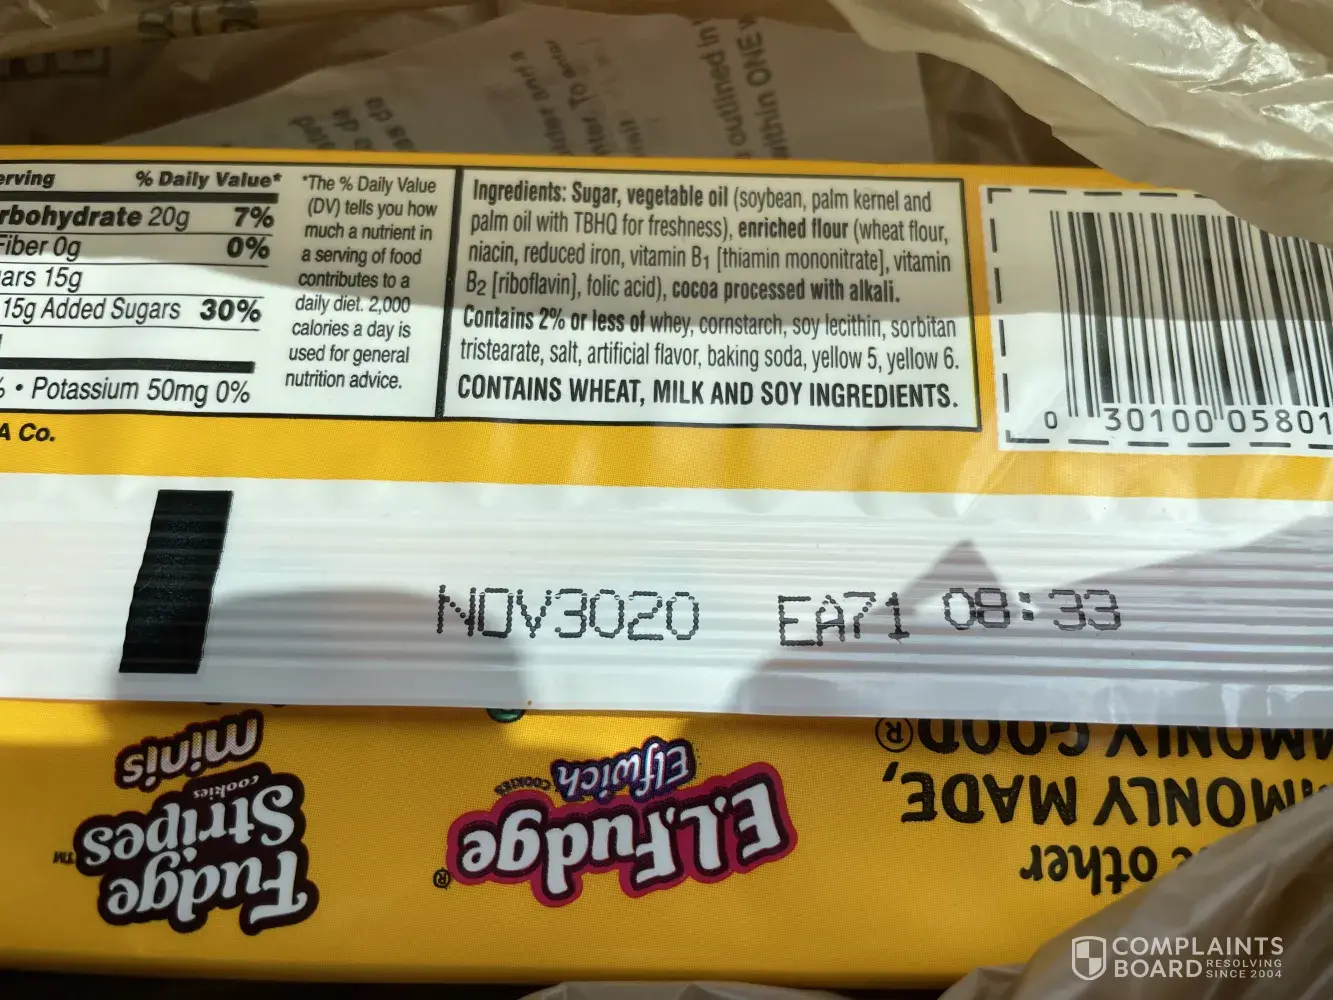 erving % Daily Value*
rbohydrate 20g 7%
Fiber 0g 0%
ars 15g
15g Added Sugars 30%
% • Potassium 50mg 0%
A Co.
*The % Daily Value
(DV) tells you how
much a nutrient in
a serving of food
contributes to a
daily diet. 2,000
calories a day is
used for general
nutrition advice.
Ingredients: Sugar, vegetable oil (soybean, palm kernel and
palm oil with TBHQ for freshness), enriched flour (wheat flour,
niacin, reduced iron, vitamin B1 [thiamin mononitrate], vitamin
B2 [riboflavin], folic acid), cocoa processed with alkali.
Contains 2% or less of whey, cornstarch, soy lecithin, sorbitan
tristearate, salt, artificial flavor, baking soda, yellow 5, yellow 6.
CONTAINS WHEAT, MILK AND SOY INGREDIENTS.
0 30100 05801
NOV3020 EA71 08:33
outlined in
within ONE
other
MONLY MADE,
MMONLY GOOD®
E.L.Fudge®
Elfwich
COOKIES
Fudge
Stripes™
cookies
minis
COMPLAINTS
BOARD RESOLVING
SINCE 2004